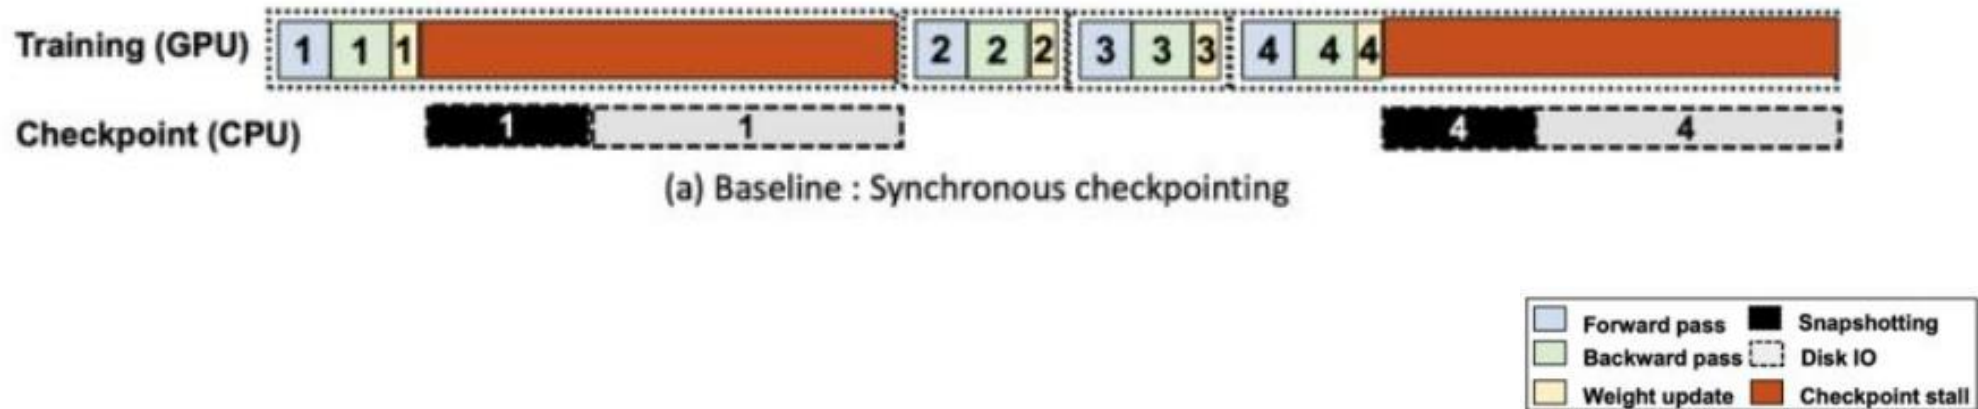 Training (GPU) 1 1 1 2 2 2 3 3 3 4 4 4
Checkpoint (CPU) 1 1 4 4
(a) Baseline : Synchronous checkpointing
Forward pass Snapshotting
Backward pass Disk IO
Weight update Checkpoint stall